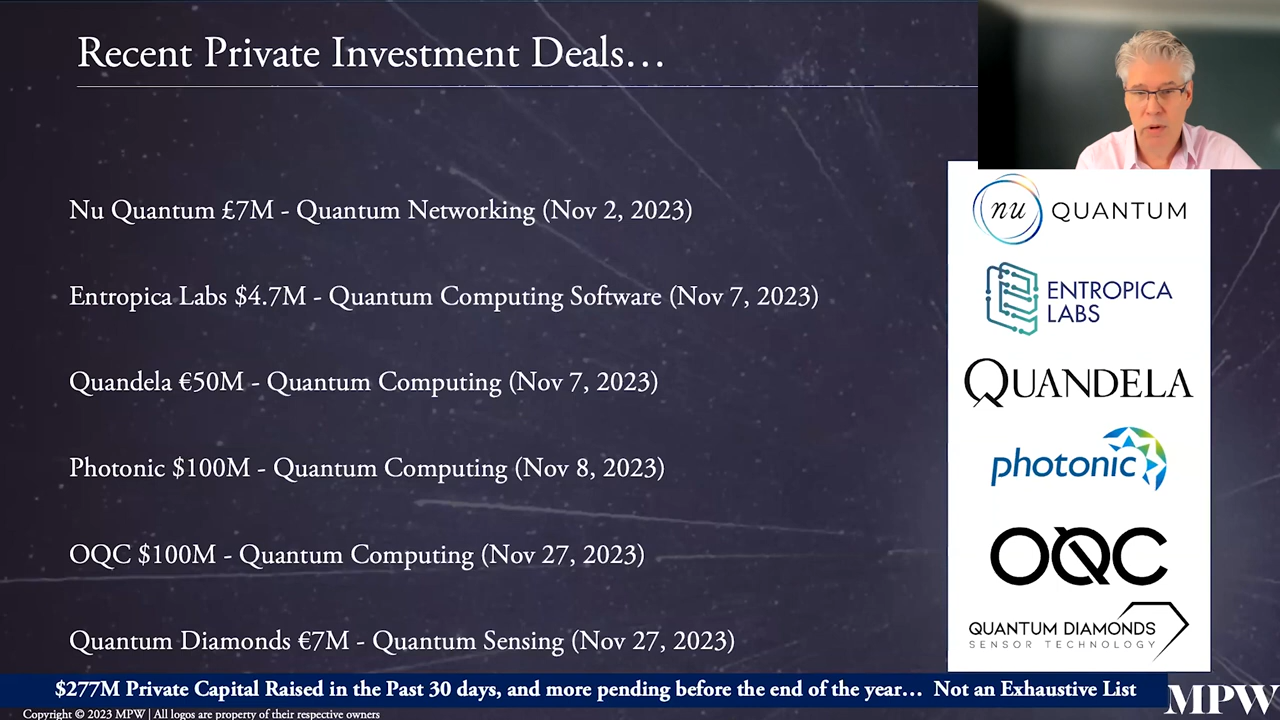 Recent Private Investment Deals…
Nu Quantum £7M - Quantum Networking (Nov 2, 2023)
nu QUANTUM
Entropica Labs $4.7M - Quantum Computing Software (Nov 7, 2023)
ENTROPICA
LABS
Quandela €50M - Quantum Computing (Nov 7, 2023)
QUANDELA
Photonic $100M - Quantum Computing (Nov 8, 2023)
photonic
OQC $100M - Quantum Computing (Nov 27, 2023)
OQC
Quantum Diamonds €7M - Quantum Sensing (Nov 27, 2023)
QUANTUM DIAMONDS
SENSOR TECHNOLOGY
$277M Private Capital Raised in the Past 30 days, and more pending before the end of the year… Not an Exhaustive List
MPW
Copyright © 2023 MPW | All logos are property of their respective owners